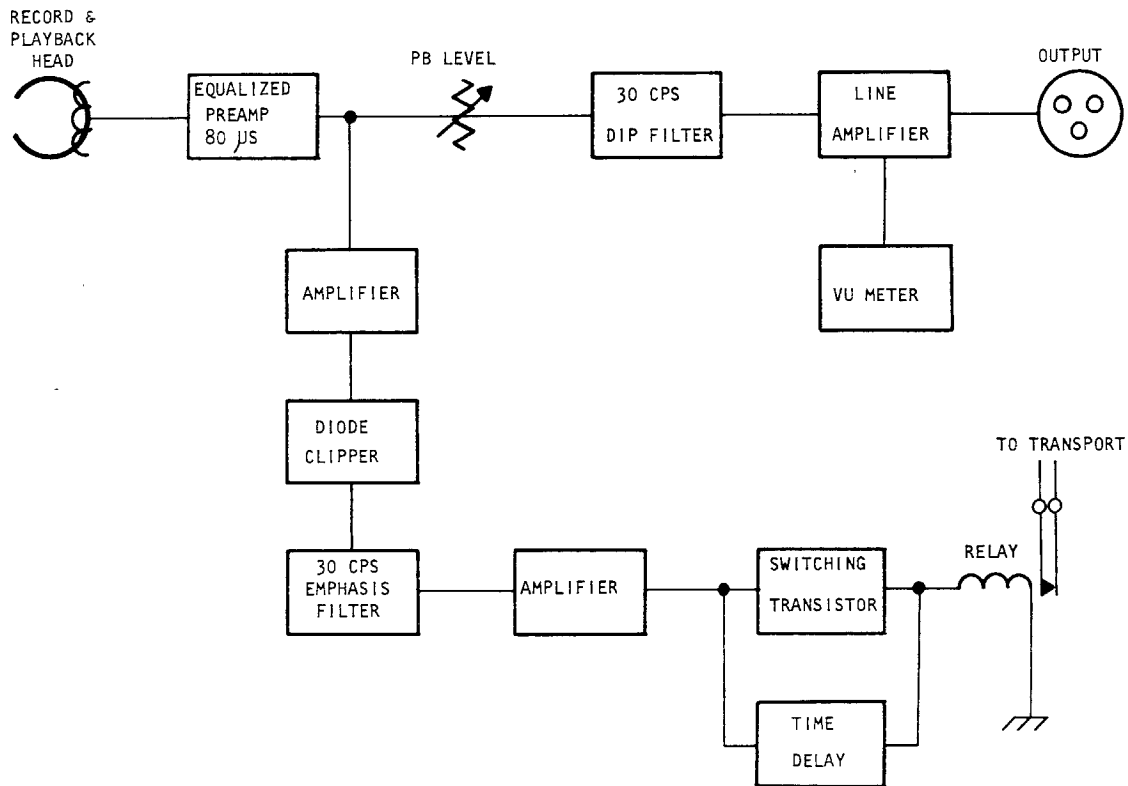 RECORD &
PLAYBACK
HEAD
PB LEVEL
OUTPUT
EQUALIZED
PREAMP
80 µS
30 CPS
DIP FILTER
LINE
AMPLIFIER
AMPLIFIER
VU METER
DIODE
CLIPPER
TO TRANSPORT
30 CPS
EMPHASIS
FILTER
AMPLIFIER
SWITCHING
TRANSISTOR
RELAY
TIME
DELAY